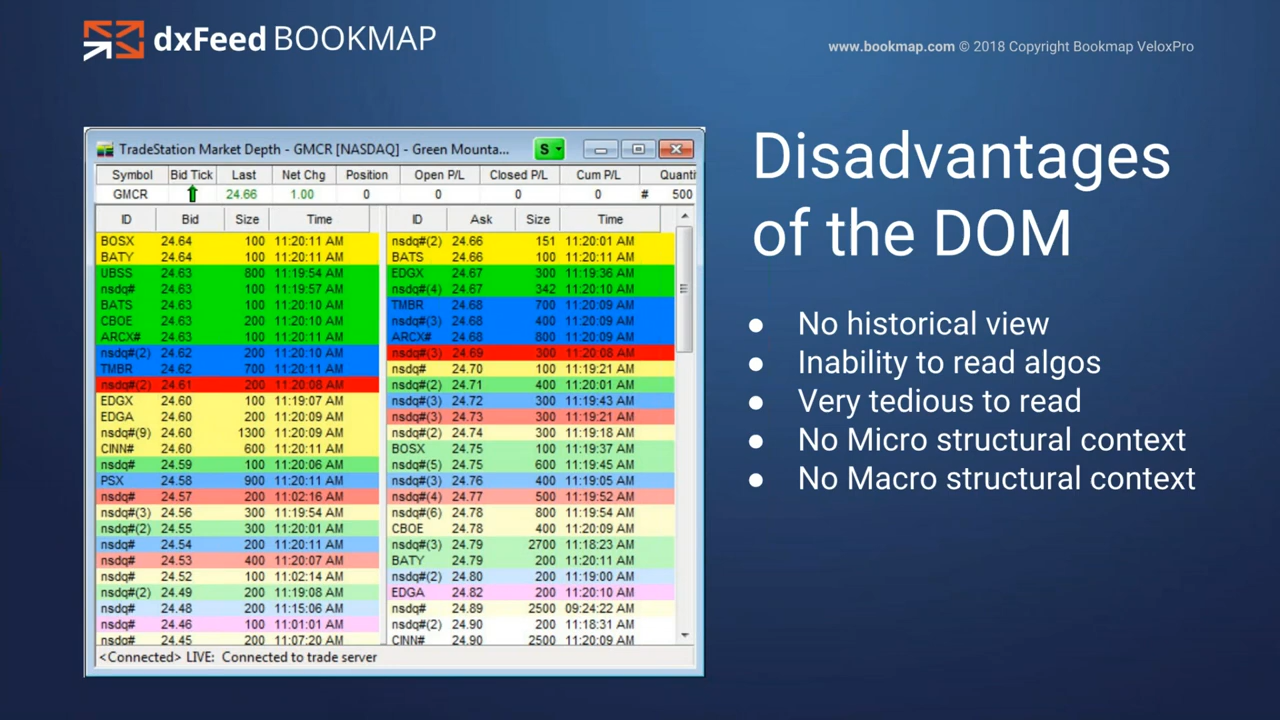 dxFeed BOOKMAP
www.bookmap.com © 2018 Copyright Bookmap VeloxPro
TradeStation Market Depth - GMCR [NASDAQ] - Green Mounta... S
Symbol Bid Tick Last Net Chg Position Open P/L Closed P/L Cum P/L Quanti
GMCR 24.66 1.00 0 0 0 0 # 500
ID Bid Size Time ID Ask Size Time
BOSX 24.64 100 11:20:11 AM nsdq#(2) 24.66 151 11:20:01 AM
BATY 24.64 100 11:20:11 AM BATS 24.66 100 11:20:11 AM
UBSS 24.63 800 11:19:54 AM EDGX 24.67 300 11:19:36 AM
nsdq# 24.63 100 11:19:57 AM nsdq#(4) 24.67 342 11:20:10 AM
BATS 24.63 100 11:20:10 AM TMBR 24.68 700 11:20:09 AM
CBOE 24.63 200 11:20:10 AM nsdq#(3) 24.68 400 11:20:09 AM
ARCX# 24.63 100 11:20:11 AM ARCX# 24.68 800 11:20:09 AM
nsdq#(2) 24.62 200 11:20:10 AM nsdq#(3) 24.69 300 11:20:08 AM
TMBR 24.62 700 11:20:11 AM nsdq# 24.70 100 11:19:21 AM
nsdq#(2) 24.61 200 11:20:08 AM nsdq#(2) 24.71 400 11:20:01 AM
EDGX 24.60 100 11:19:07 AM nsdq#(3) 24.72 300 11:19:43 AM
EDGA 24.60 200 11:20:09 AM nsdq#(3) 24.73 300 11:19:21 AM
nsdq#(9) 24.60 1300 11:20:09 AM nsdq#(2) 24.74 300 11:19:18 AM
CINN# 24.60 600 11:20:11 AM BOSX 24.75 100 11:19:37 AM
nsdq# 24.59 100 11:20:06 AM nsdq#(5) 24.75 600 11:19:45 AM
PSX 24.58 900 11:20:11 AM nsdq#(3) 24.76 400 11:19:05 AM
nsdq# 24.57 200 11:02:16 AM nsdq#(4) 24.77 500 11:19:52 AM
nsdq#(3) 24.56 300 11:19:54 AM nsdq#(6) 24.78 800 11:19:54 AM
nsdq#(2) 24.55 300 11:20:01 AM CBOE 24.78 400 11:20:09 AM
nsdq# 24.54 200 11:20:11 AM nsdq#(3) 24.79 2700 11:18:23 AM
nsdq# 24.53 400 11:20:07 AM BATY 24.79 200 11:20:11 AM
nsdq# 24.52 100 11:02:14 AM nsdq#(2) 24.80 200 11:19:00 AM
nsdq#(2) 24.49 200 11:19:08 AM EDGA 24.82 200 11:20:10 AM
nsdq# 24.48 200 11:15:06 AM nsdq# 24.89 2500 09:24:22 AM
nsdq# 24.46 100 11:01:01 AM nsdq#(2) 24.90 200 11:18:31 AM
nsdq# 24.45 200 11:07:20 AM CINN# 24.90 2500 11:20:09 AM
<Connected> LIVE: Connected to trade server
Disadvantages
of the DOM
● No historical view
● Inability to read algos
● Very tedious to read
● No Micro structural context
● No Macro structural context